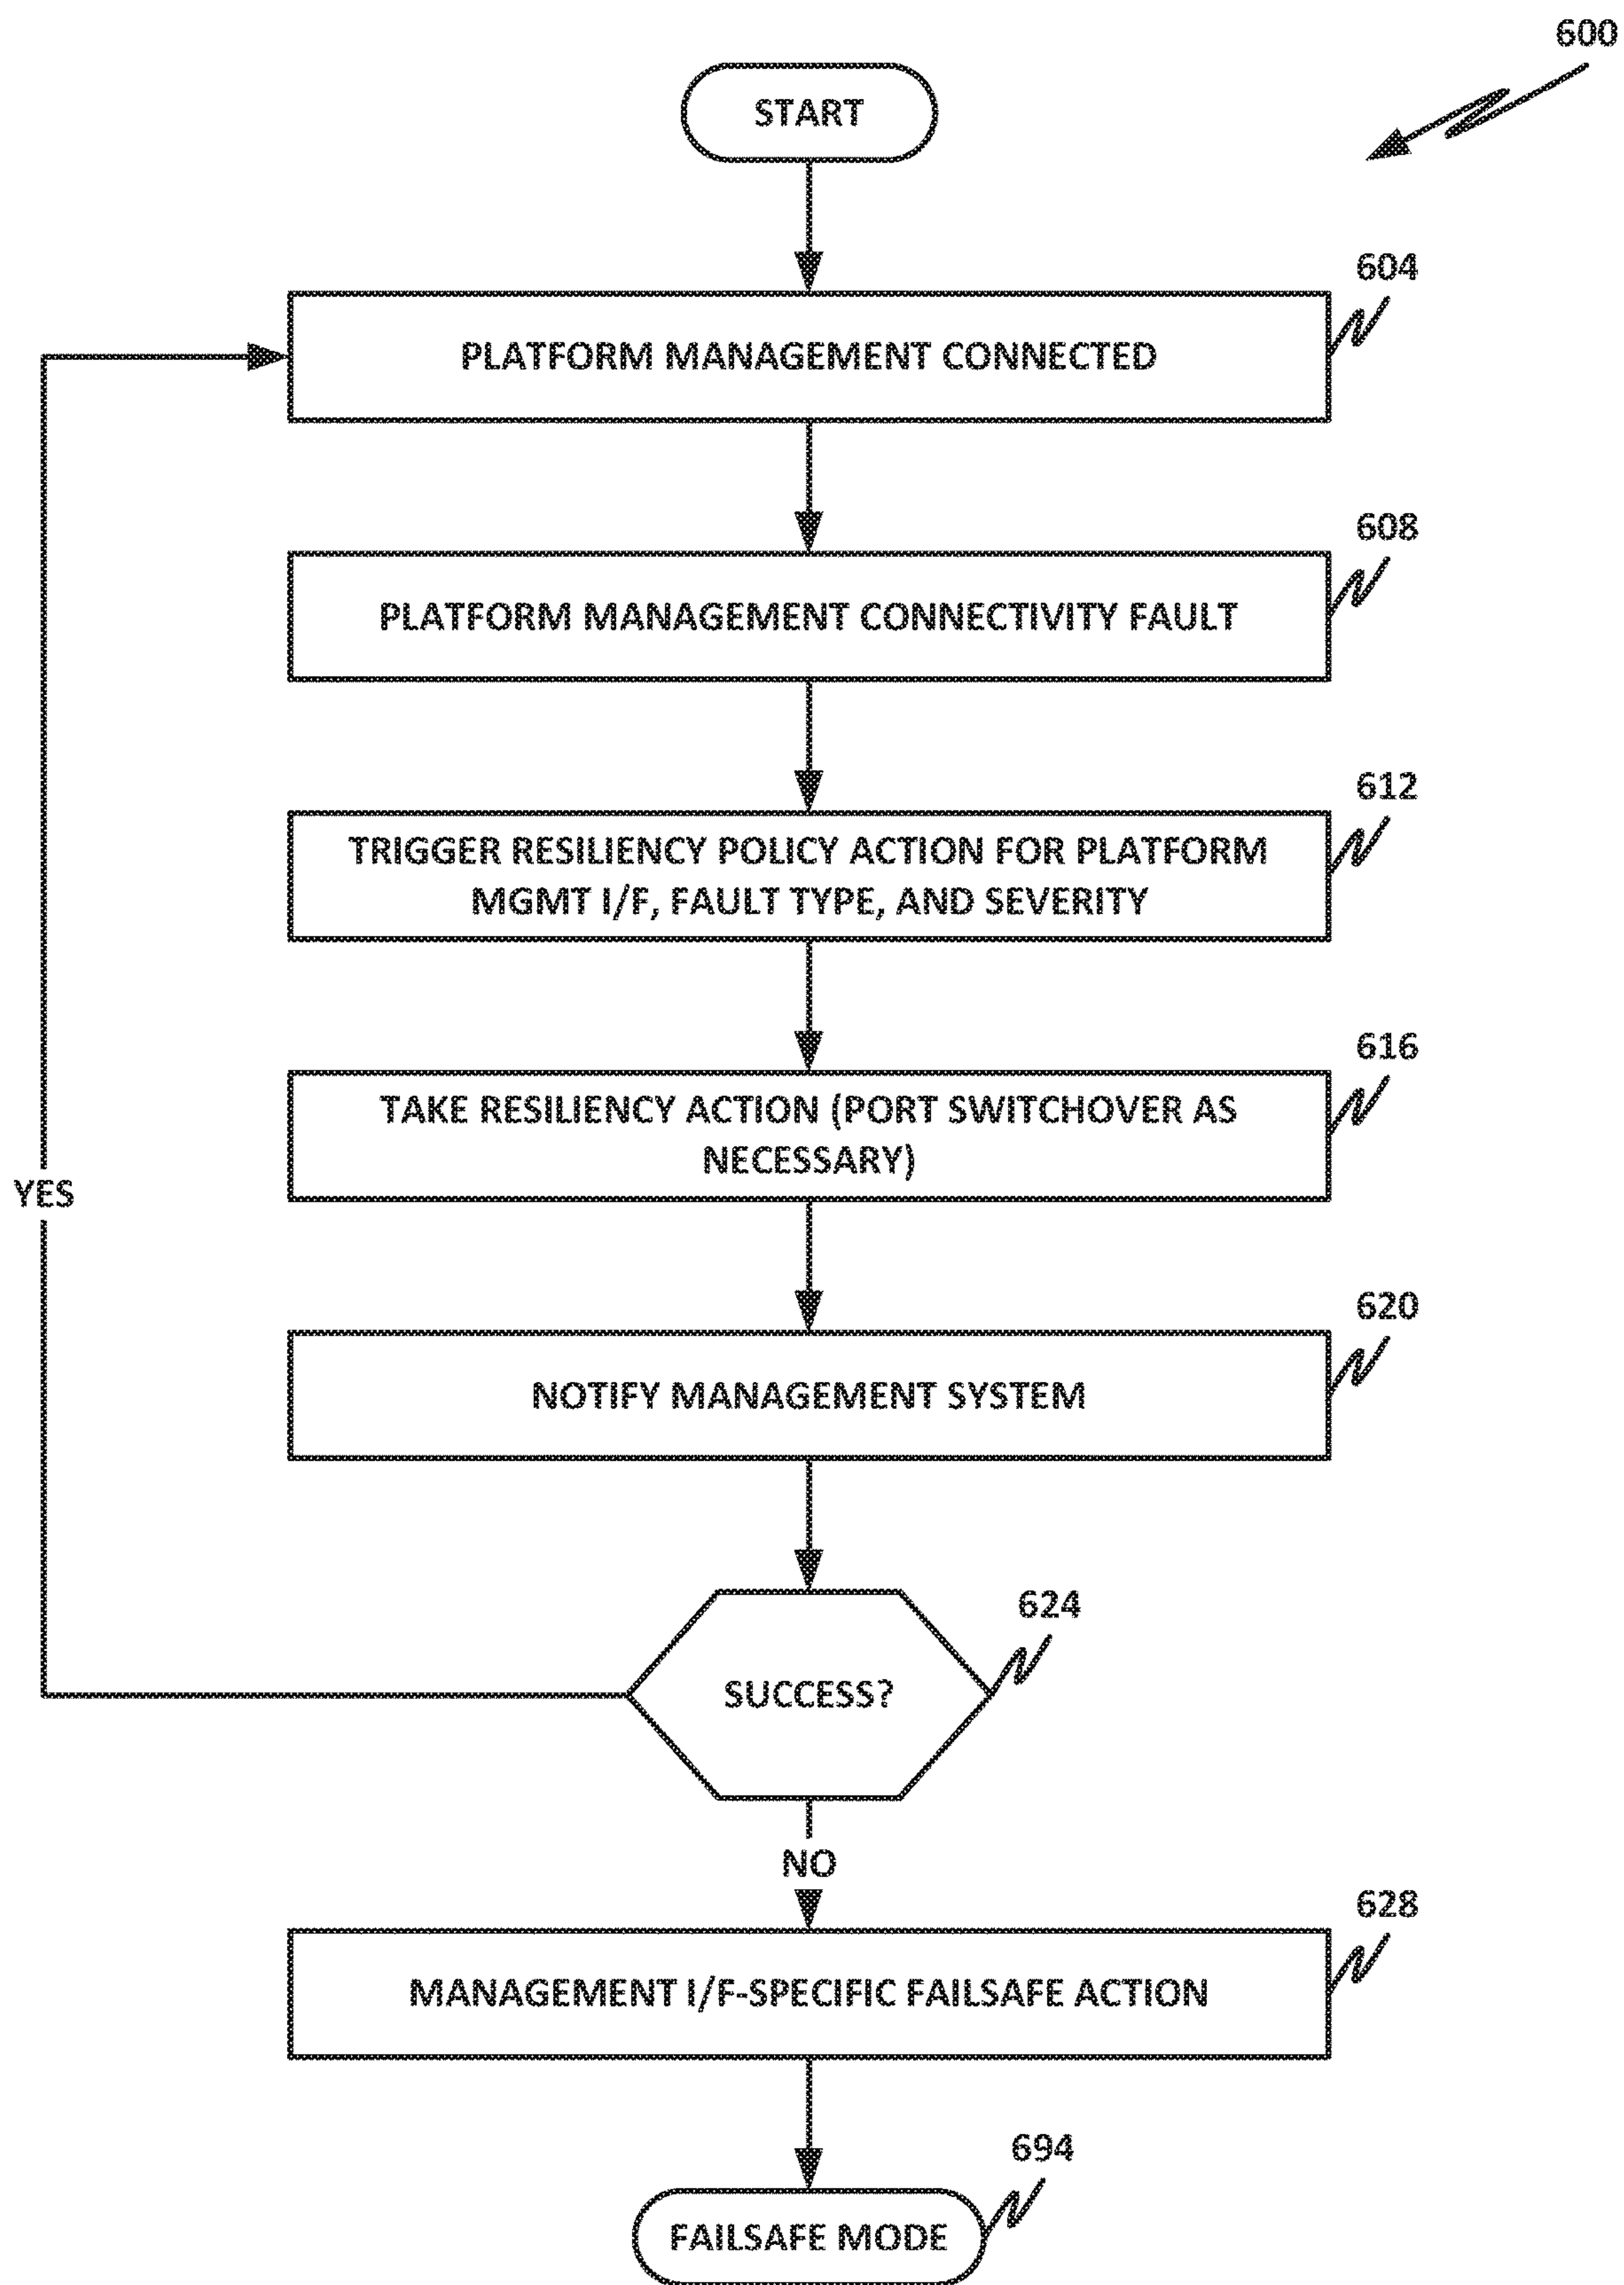 600
START
604
PLATFORM MANAGEMENT CONNECTED
608
PLATFORM MANAGEMENT CONNECTIVITY FAULT
612
TRIGGER RESILIENCY POLICY ACTION FOR PLATFORM
MGMT I/F, FAULT TYPE, AND SEVERITY
616
TAKE RESILIENCY ACTION (PORT SWITCHOVER AS
NECESSARY)
YES
620
NOTIFY MANAGEMENT SYSTEM
624
SUCCESS?
NO
628
MANAGEMENT I/F-SPECIFIC FAILSAFE ACTION
694
FAILSAFE MODE